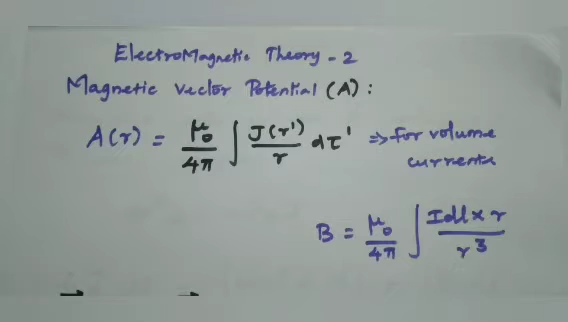 ElectroMagnetic Theory - 2
Magnetic vector Potential (A) :
A(r) = μ₀/4π ∫ J(r')/r dτ' ⇒ for volume
currents
B = μ₀/4π ∫ Idl × r/r³